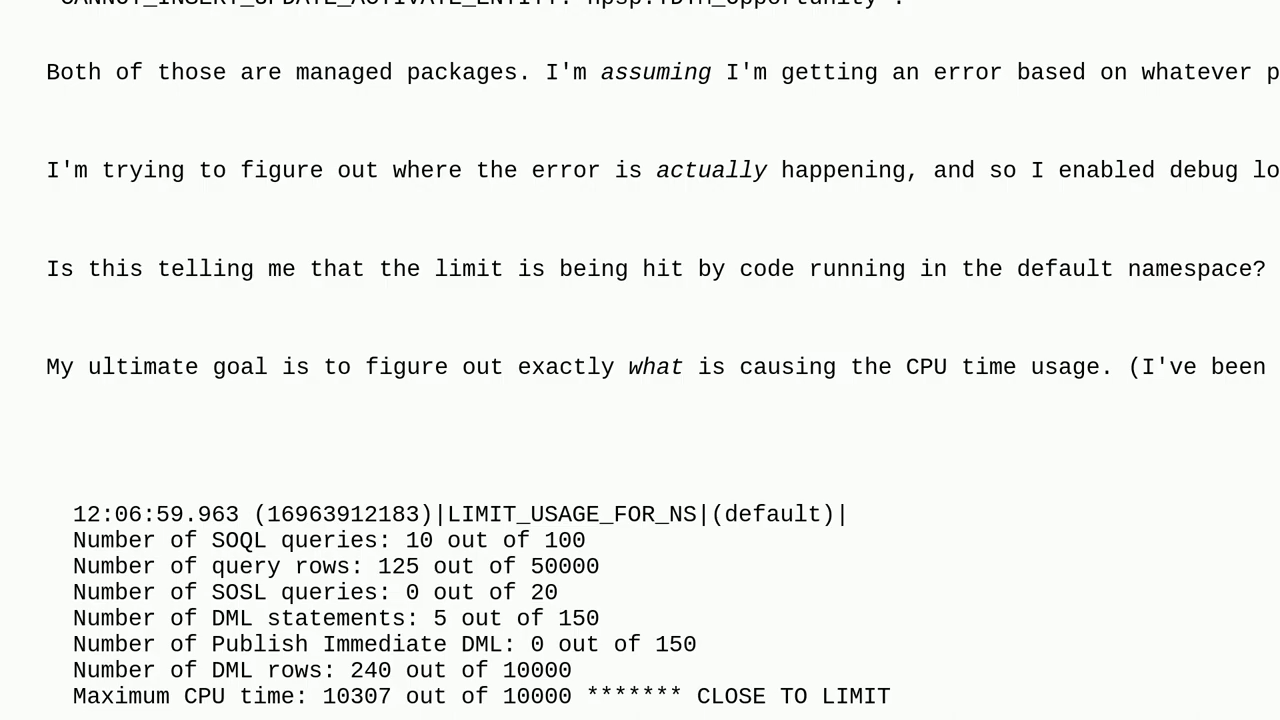 CANNOT_INSERT_UPDATE_ACTIVATE_ENTITY: npsp.TDTM_Opportunity
Both of those are managed packages. I'm assuming I'm getting an error based on whatever p
I'm trying to figure out where the error is actually happening, and so I enabled debug lo
Is this telling me that the limit is being hit by code running in the default namespace?
My ultimate goal is to figure out exactly what is causing the CPU time usage. (I've been
12:06:59.963 (16963912183)|LIMIT_USAGE_FOR_NS|(default)|
Number of SOQL queries: 10 out of 100
Number of query rows: 125 out of 50000
Number of SOSL queries: 0 out of 20
Number of DML statements: 5 out of 150
Number of Publish Immediate DML: 0 out of 150
Number of DML rows: 240 out of 10000
Maximum CPU time: 10307 out of 10000 ******* CLOSE TO LIMIT